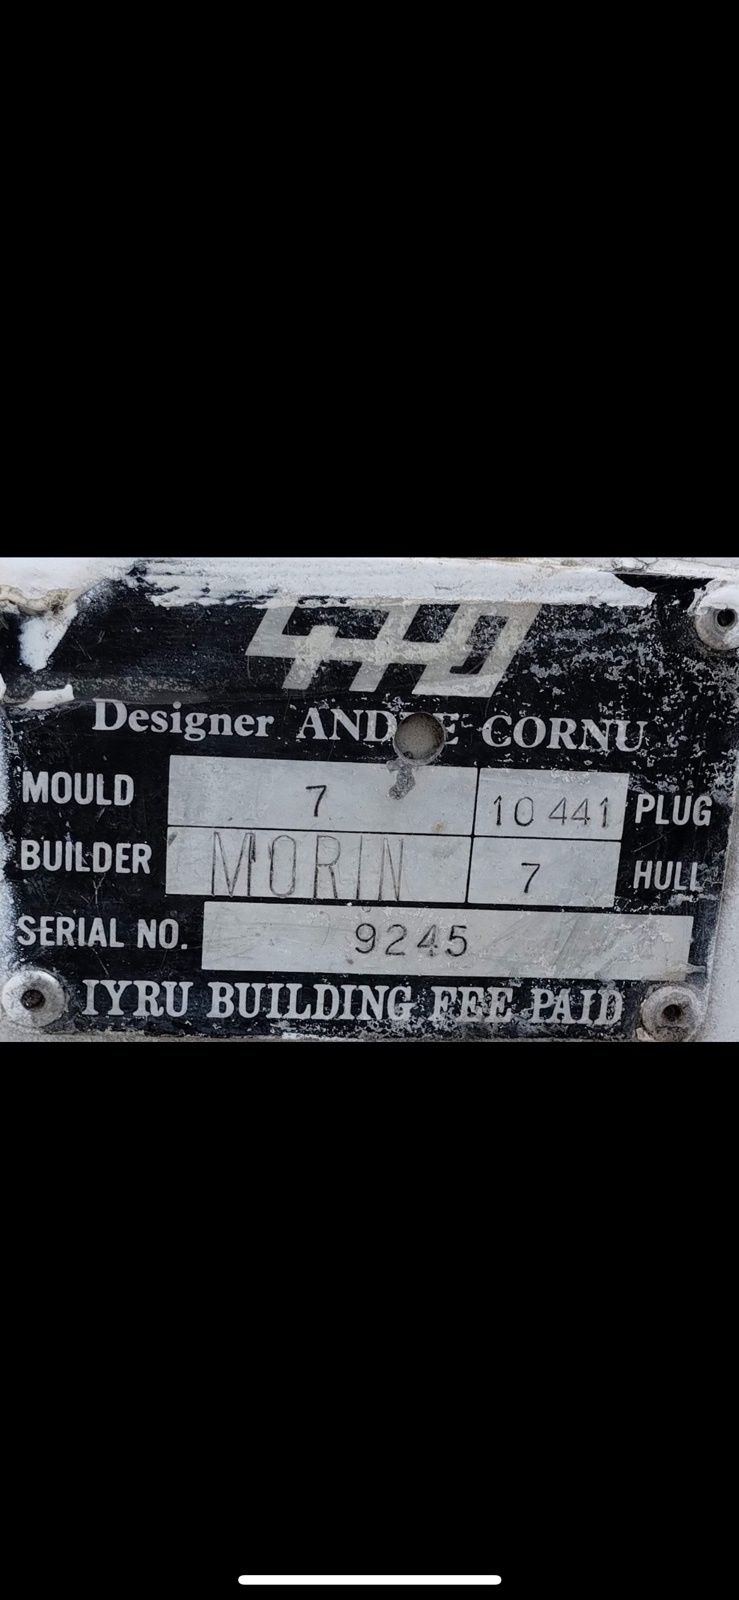 470
Designer ANDRE CORNU
MOULD 7 10 441 PLUG
BUILDER MORIN 7 HULL
SERIAL NO. 9245
IYRU BUILDING FEE PAID